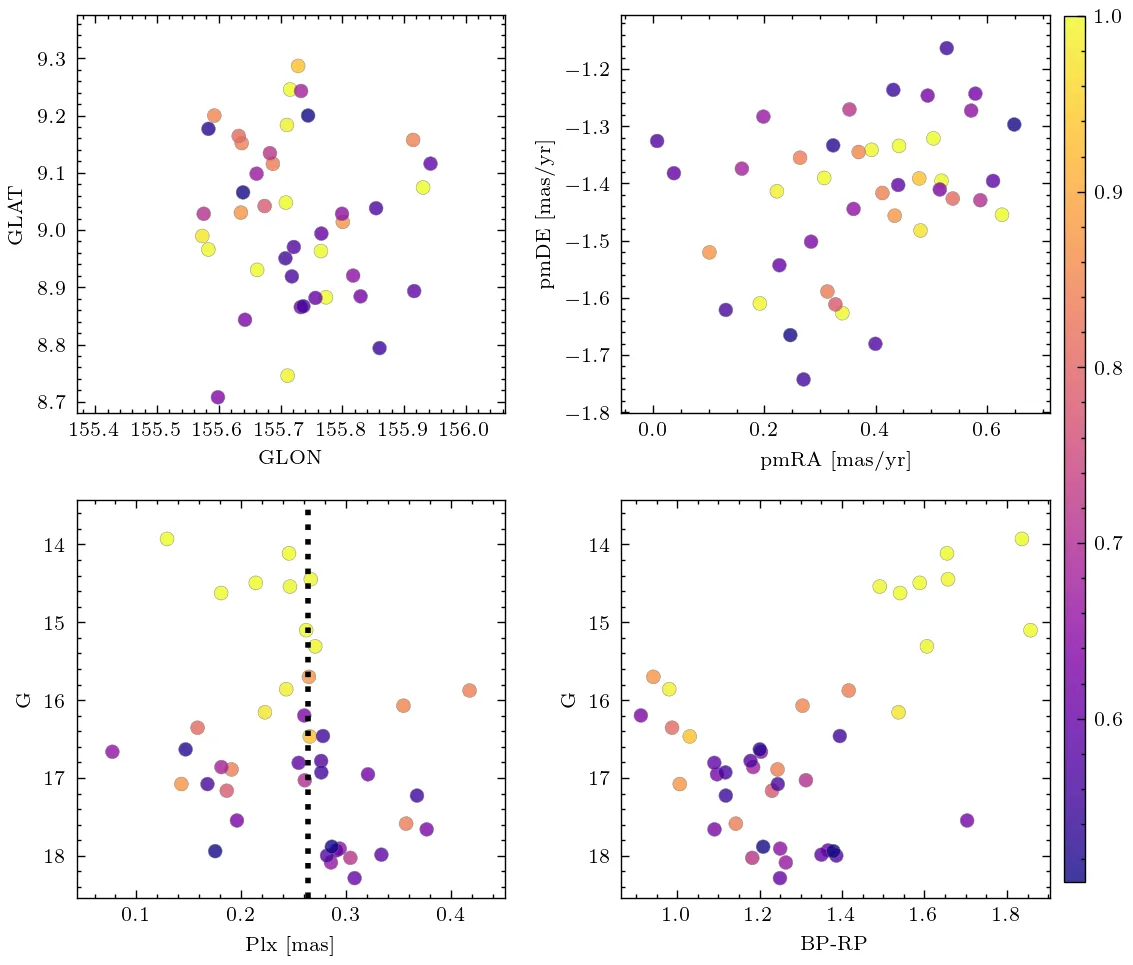 9.3
9.2
9.1
9.0
8.9
8.8
8.7
GLAT
155.4 155.5 155.6 155.7 155.8 155.9 156.0
GLON
−1.2
−1.3
−1.4
−1.5
−1.6
−1.7
−1.8
pmDE [mas/yr]
0.0 0.2 0.4 0.6
pmRA [mas/yr]
1.0
0.9
0.8
0.7
0.6
14
15
16
17
18
G
0.1 0.2 0.3 0.4
Plx [mas]
14
15
16
17
18
G
1.0 1.2 1.4 1.6 1.8
BP-RP